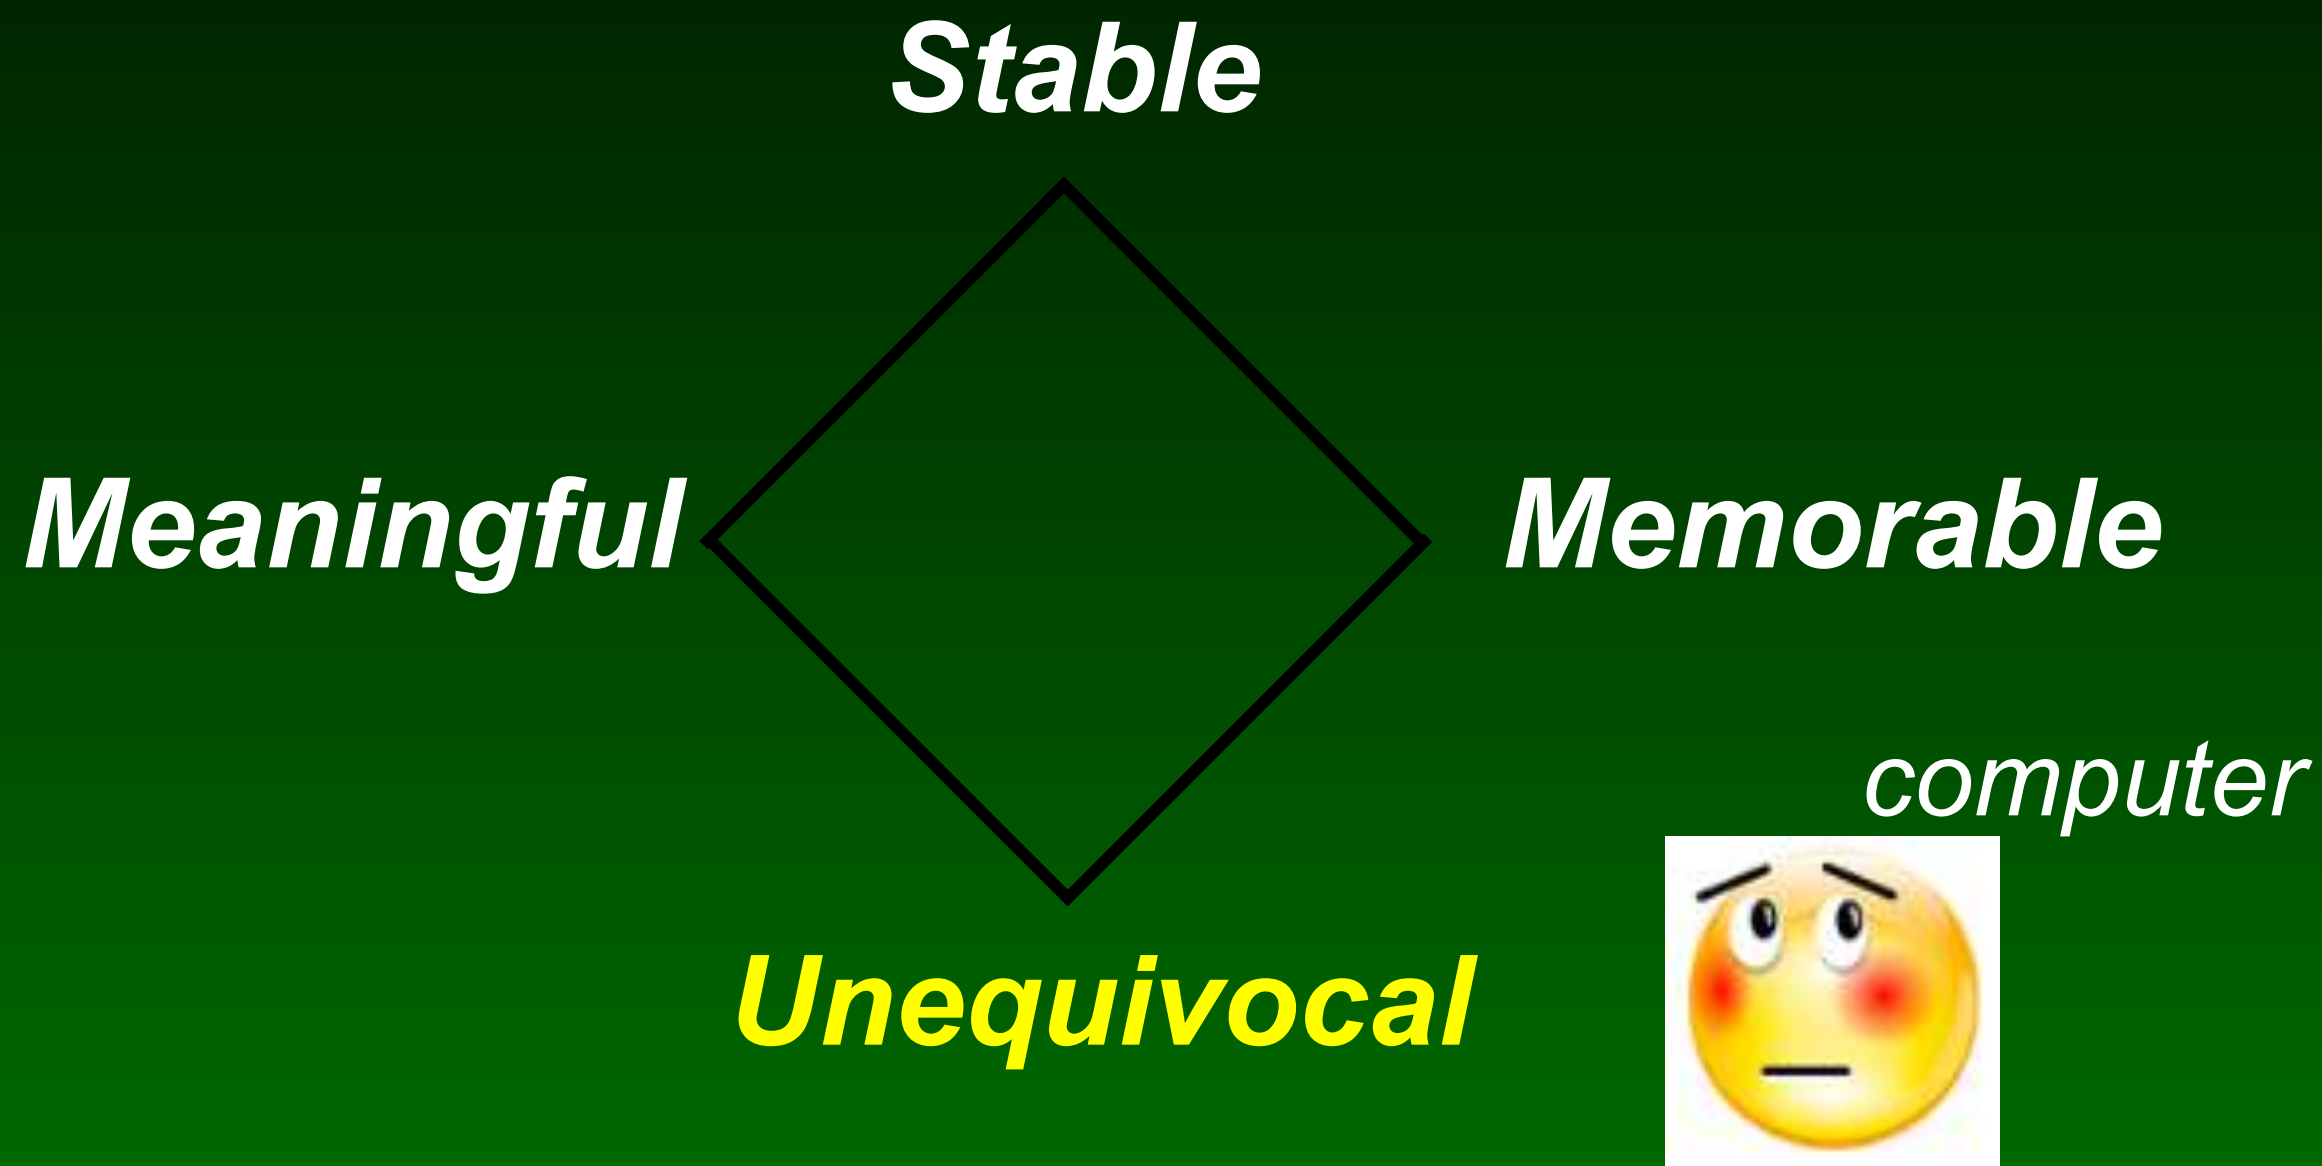 Stable
Meaningful
Memorable
computer
Unequivocal